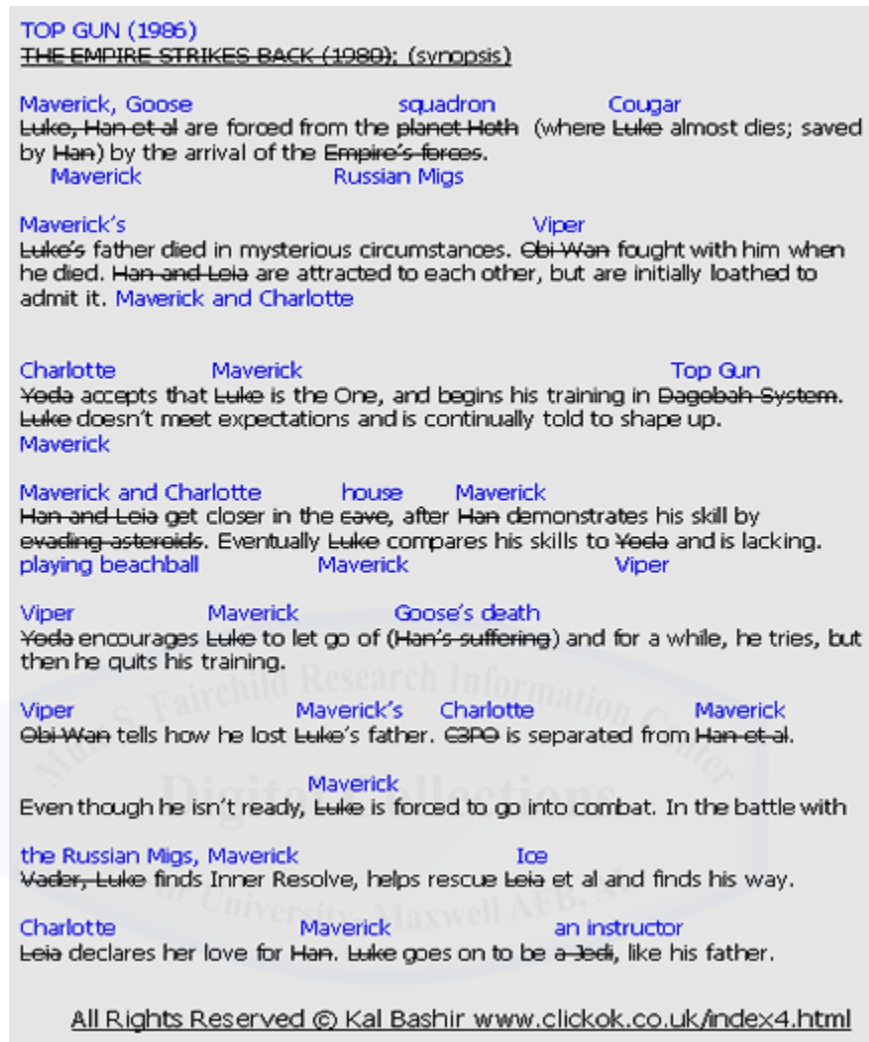 TOP GUN (1986)
THE EMPIRE STRIKES BACK (1980); (synopsis)
Maverick, Goose squadron Cougar
Luke, Han et al are forced from the planet Hoth (where Luke almost dies; saved
by Han) by the arrival of the Empire's forces.
Maverick Russian Migs
Maverick's Viper
Luke's father died in mysterious circumstances. Obi Wan fought with him when
he died. Han and Leia are attracted to each other, but are initially loathed to
admit it. Maverick and Charlotte
Charlotte Maverick Top Gun
Yoda accepts that Luke is the One, and begins his training in Dagobah System.
Luke doesn't meet expectations and is continually told to shape up.
Maverick
Maverick and Charlotte house Maverick
Han and Leia get closer in the cave, after Han demonstrates his skill by
evading asteroids. Eventually Luke compares his skills to Yoda and is lacking.
playing beachball Maverick Viper
Viper Maverick Goose's death
Yoda encourages Luke to let go of (Han's suffering) and for a while, he tries, but
then he quits his training.
Viper Maverick's Charlotte Maverick
Obi Wan tells how he lost Luke's father. C3PO is separated from Han et al.
Maverick
Even though he isn't ready, Luke is forced to go into combat. In the battle with
the Russian Migs, Maverick Ice
Vader, Luke finds Inner Resolve, helps rescue Leia et al and finds his way.
Charlotte Maverick an instructor
Leia declares her love for Han. Luke goes on to be a Jedi, like his father.
All Rights Reserved © Kal Bashir www.clickok.co.uk/index4.html
Muir S. Fairchild Research Information Center
Digital Collections
Air University, Maxwell AFB, AL